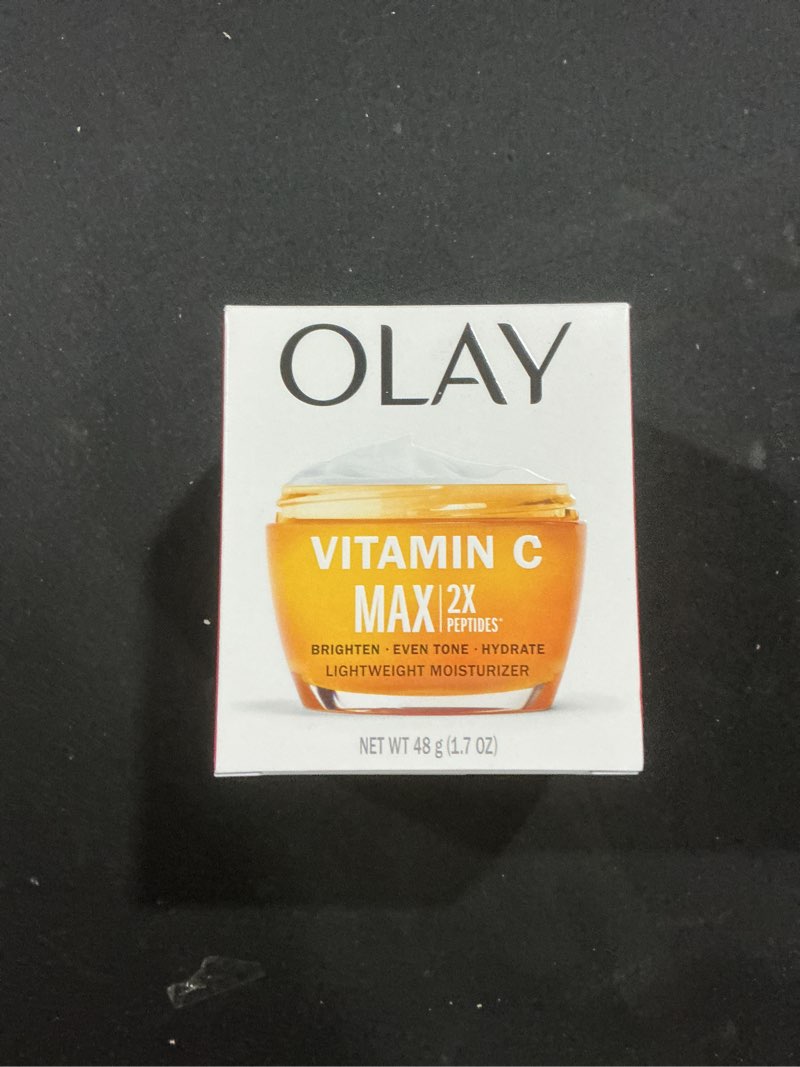 OLAY
VITAMIN C
MAX | 2X PEPTIDES
BRIGHTEN · EVEN TONE · HYDRATE
LIGHTWEIGHT MOISTURIZER
NET WT 48 g (1.7 OZ)